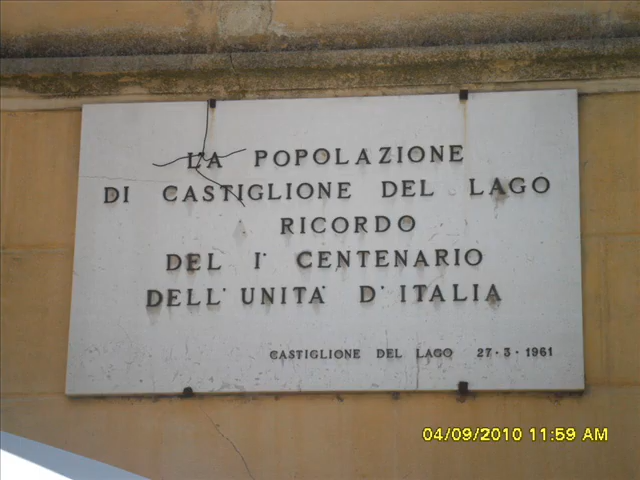 LA POPOLAZIONE
DI CASTIGLIONE DEL LAGO
RICORDO
DEL I° CENTENARIO
DELL'UNITA' D'ITALIA
CASTIGLIONE DEL LAGO 27·3·1961
04/09/2010 11:59 AM